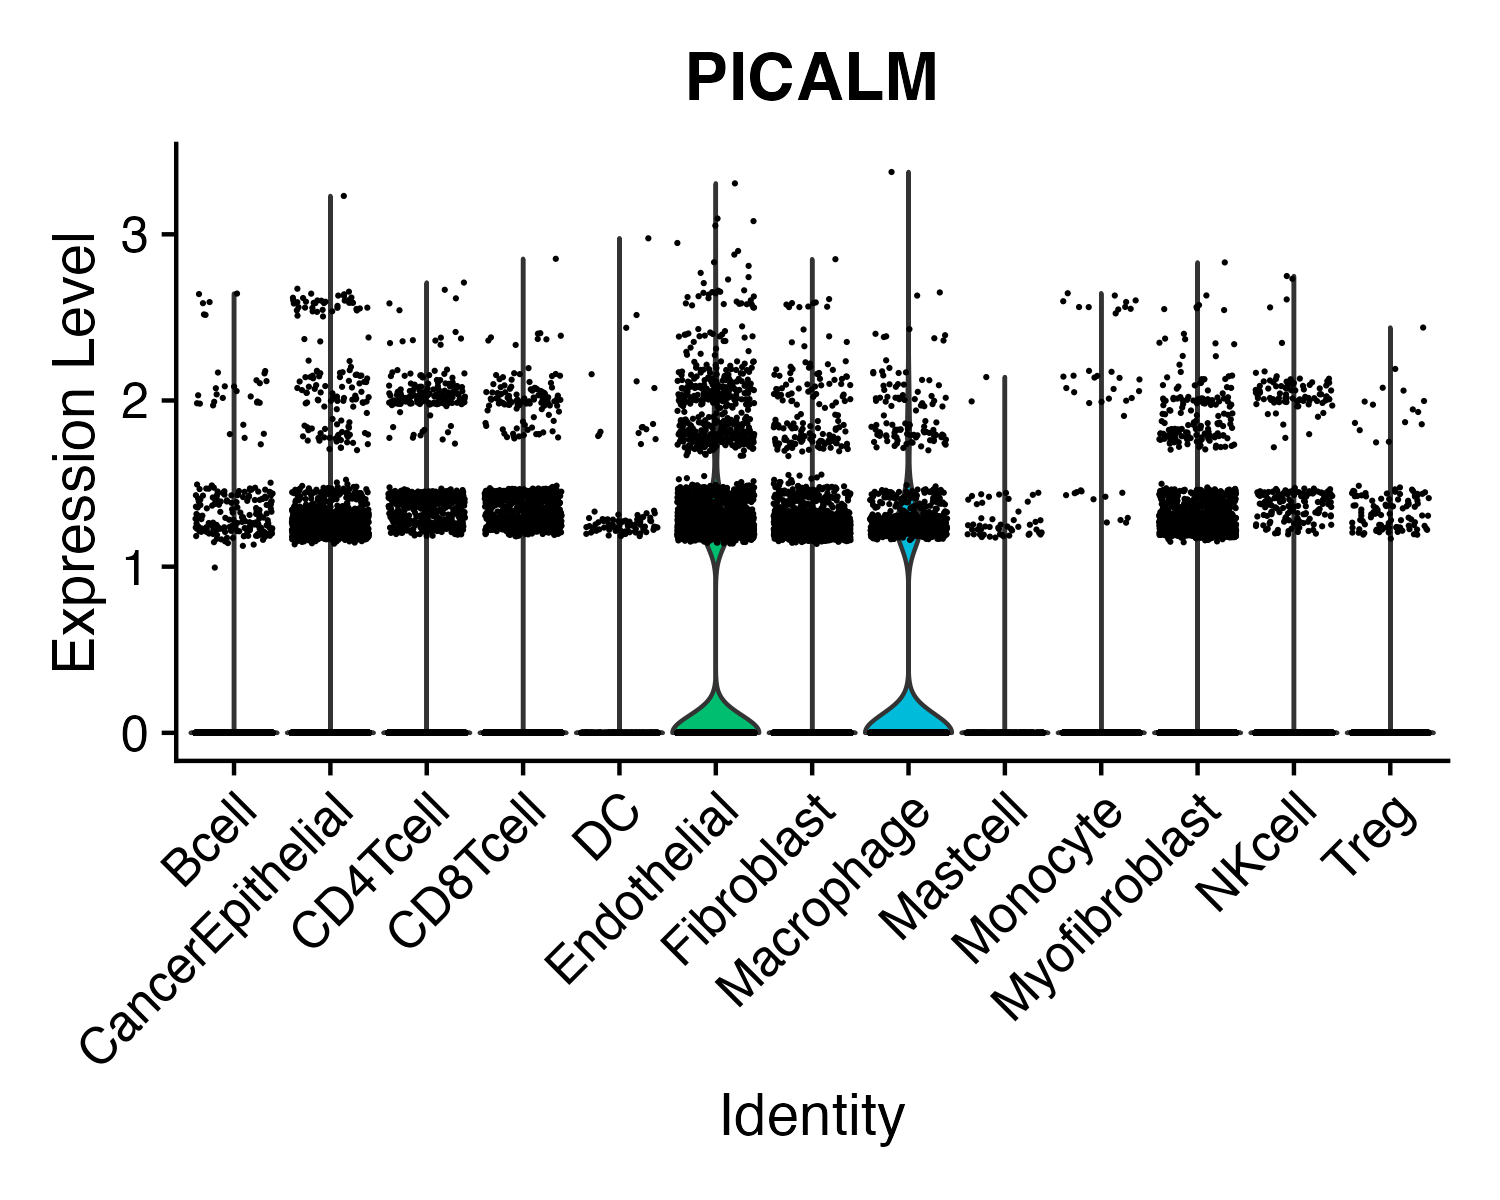 PICALM
Expression Level
3
2
1
0
Bcell
CancerEpithelial
CD4Tcell
CD8Tcell
DC
Endothelial
Fibroblast
Macrophage
Mastcell
Monocyte
Myofibroblast
NKcell
Treg
Identity